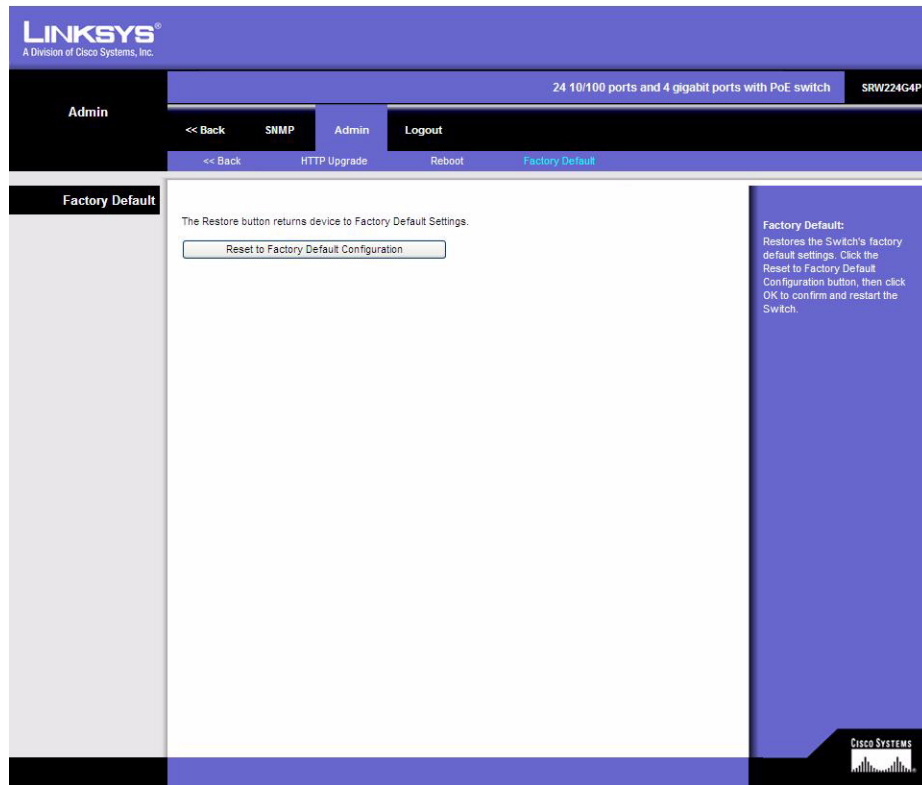 LINKSYS®
A Division of Cisco Systems, Inc.
24 10/100 ports and 4 gigabit ports with PoE switch
SRW224G4P
Admin
<< Back
SNMP
Admin
Logout
<< Back
HTTP Upgrade
Reboot
Factory Default
Factory Default
The Restore button returns device to Factory Default Settings.
Reset to Factory Default Configuration
Factory Default:
Restores the Switch's factory
default settings. Click the
Reset to Factory Default
Configuration button, then click
OK to confirm and restart the
Switch.
CISCO SYSTEMS